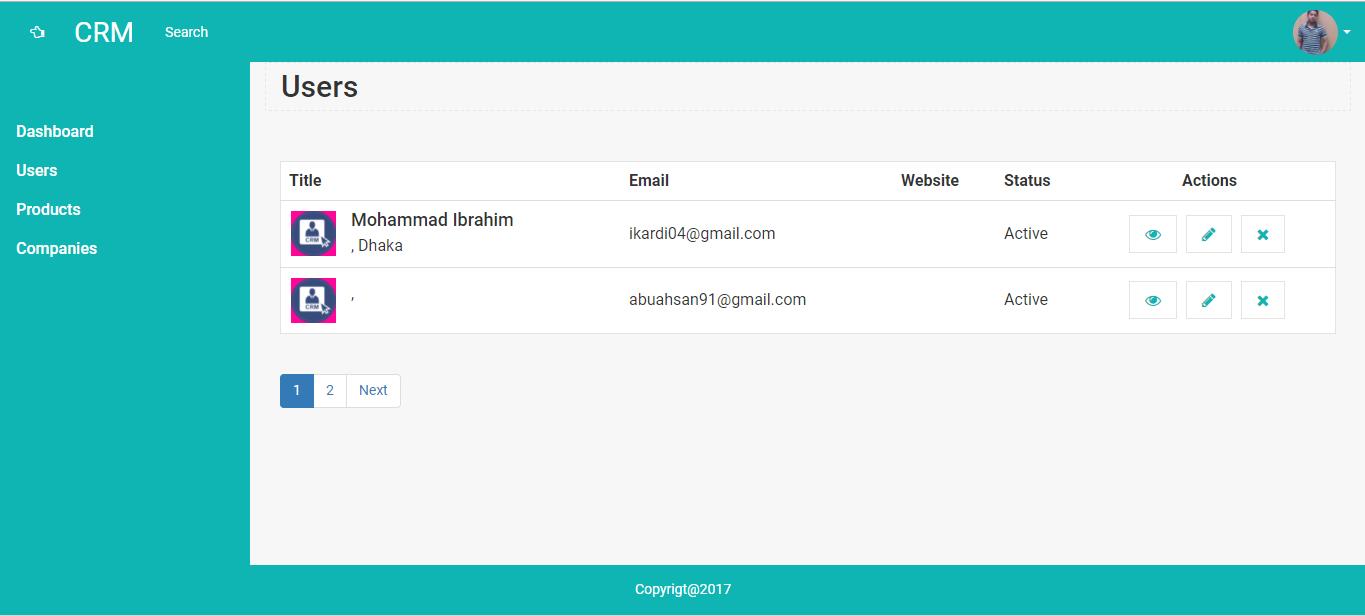 CRM Search
Users
Dashboard
Users
Products
Companies
Title Email Website Status Actions
CRM
Mohammad Ibrahim
, Dhaka
ikardi04@gmail.com Active
CRM
,
abuahsan91@gmail.com Active
1 2 Next
Copyrigt@2017